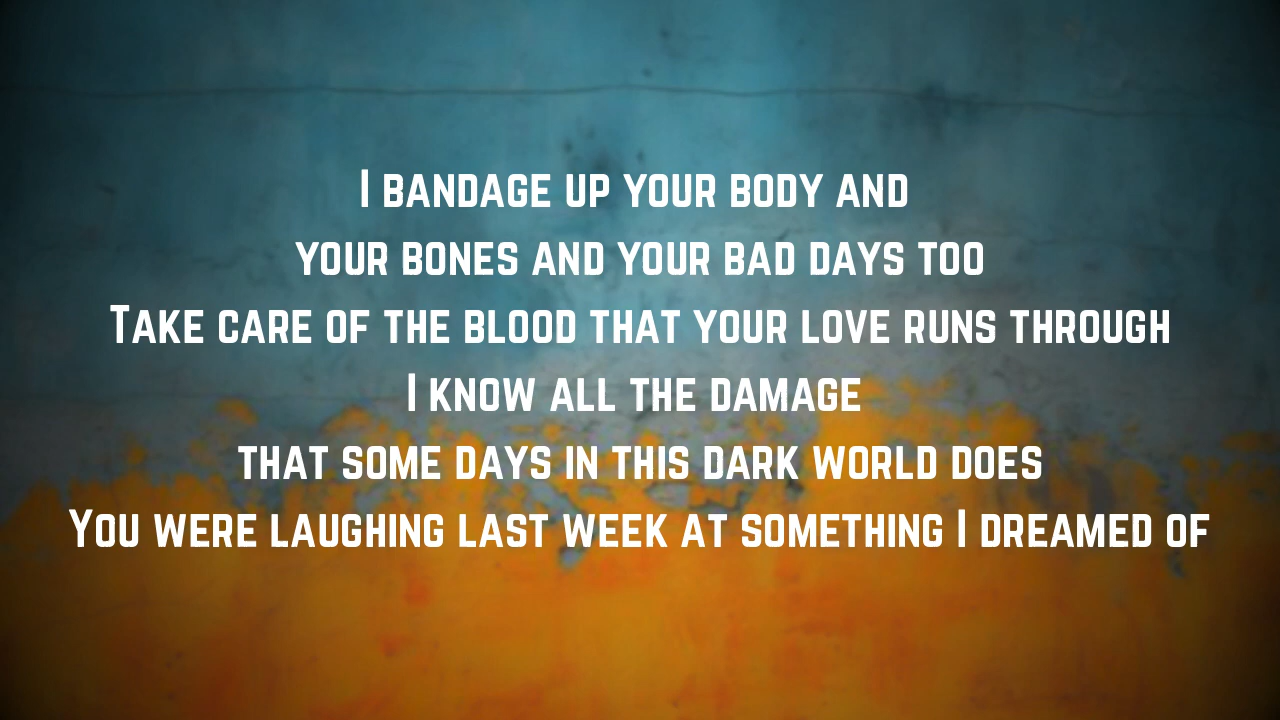 I bandage up your body and
your bones and your bad days too
Take care of the blood that your love runs through
I know all the damage
that some days in this dark world does
You were laughing last week at something I dreamed of